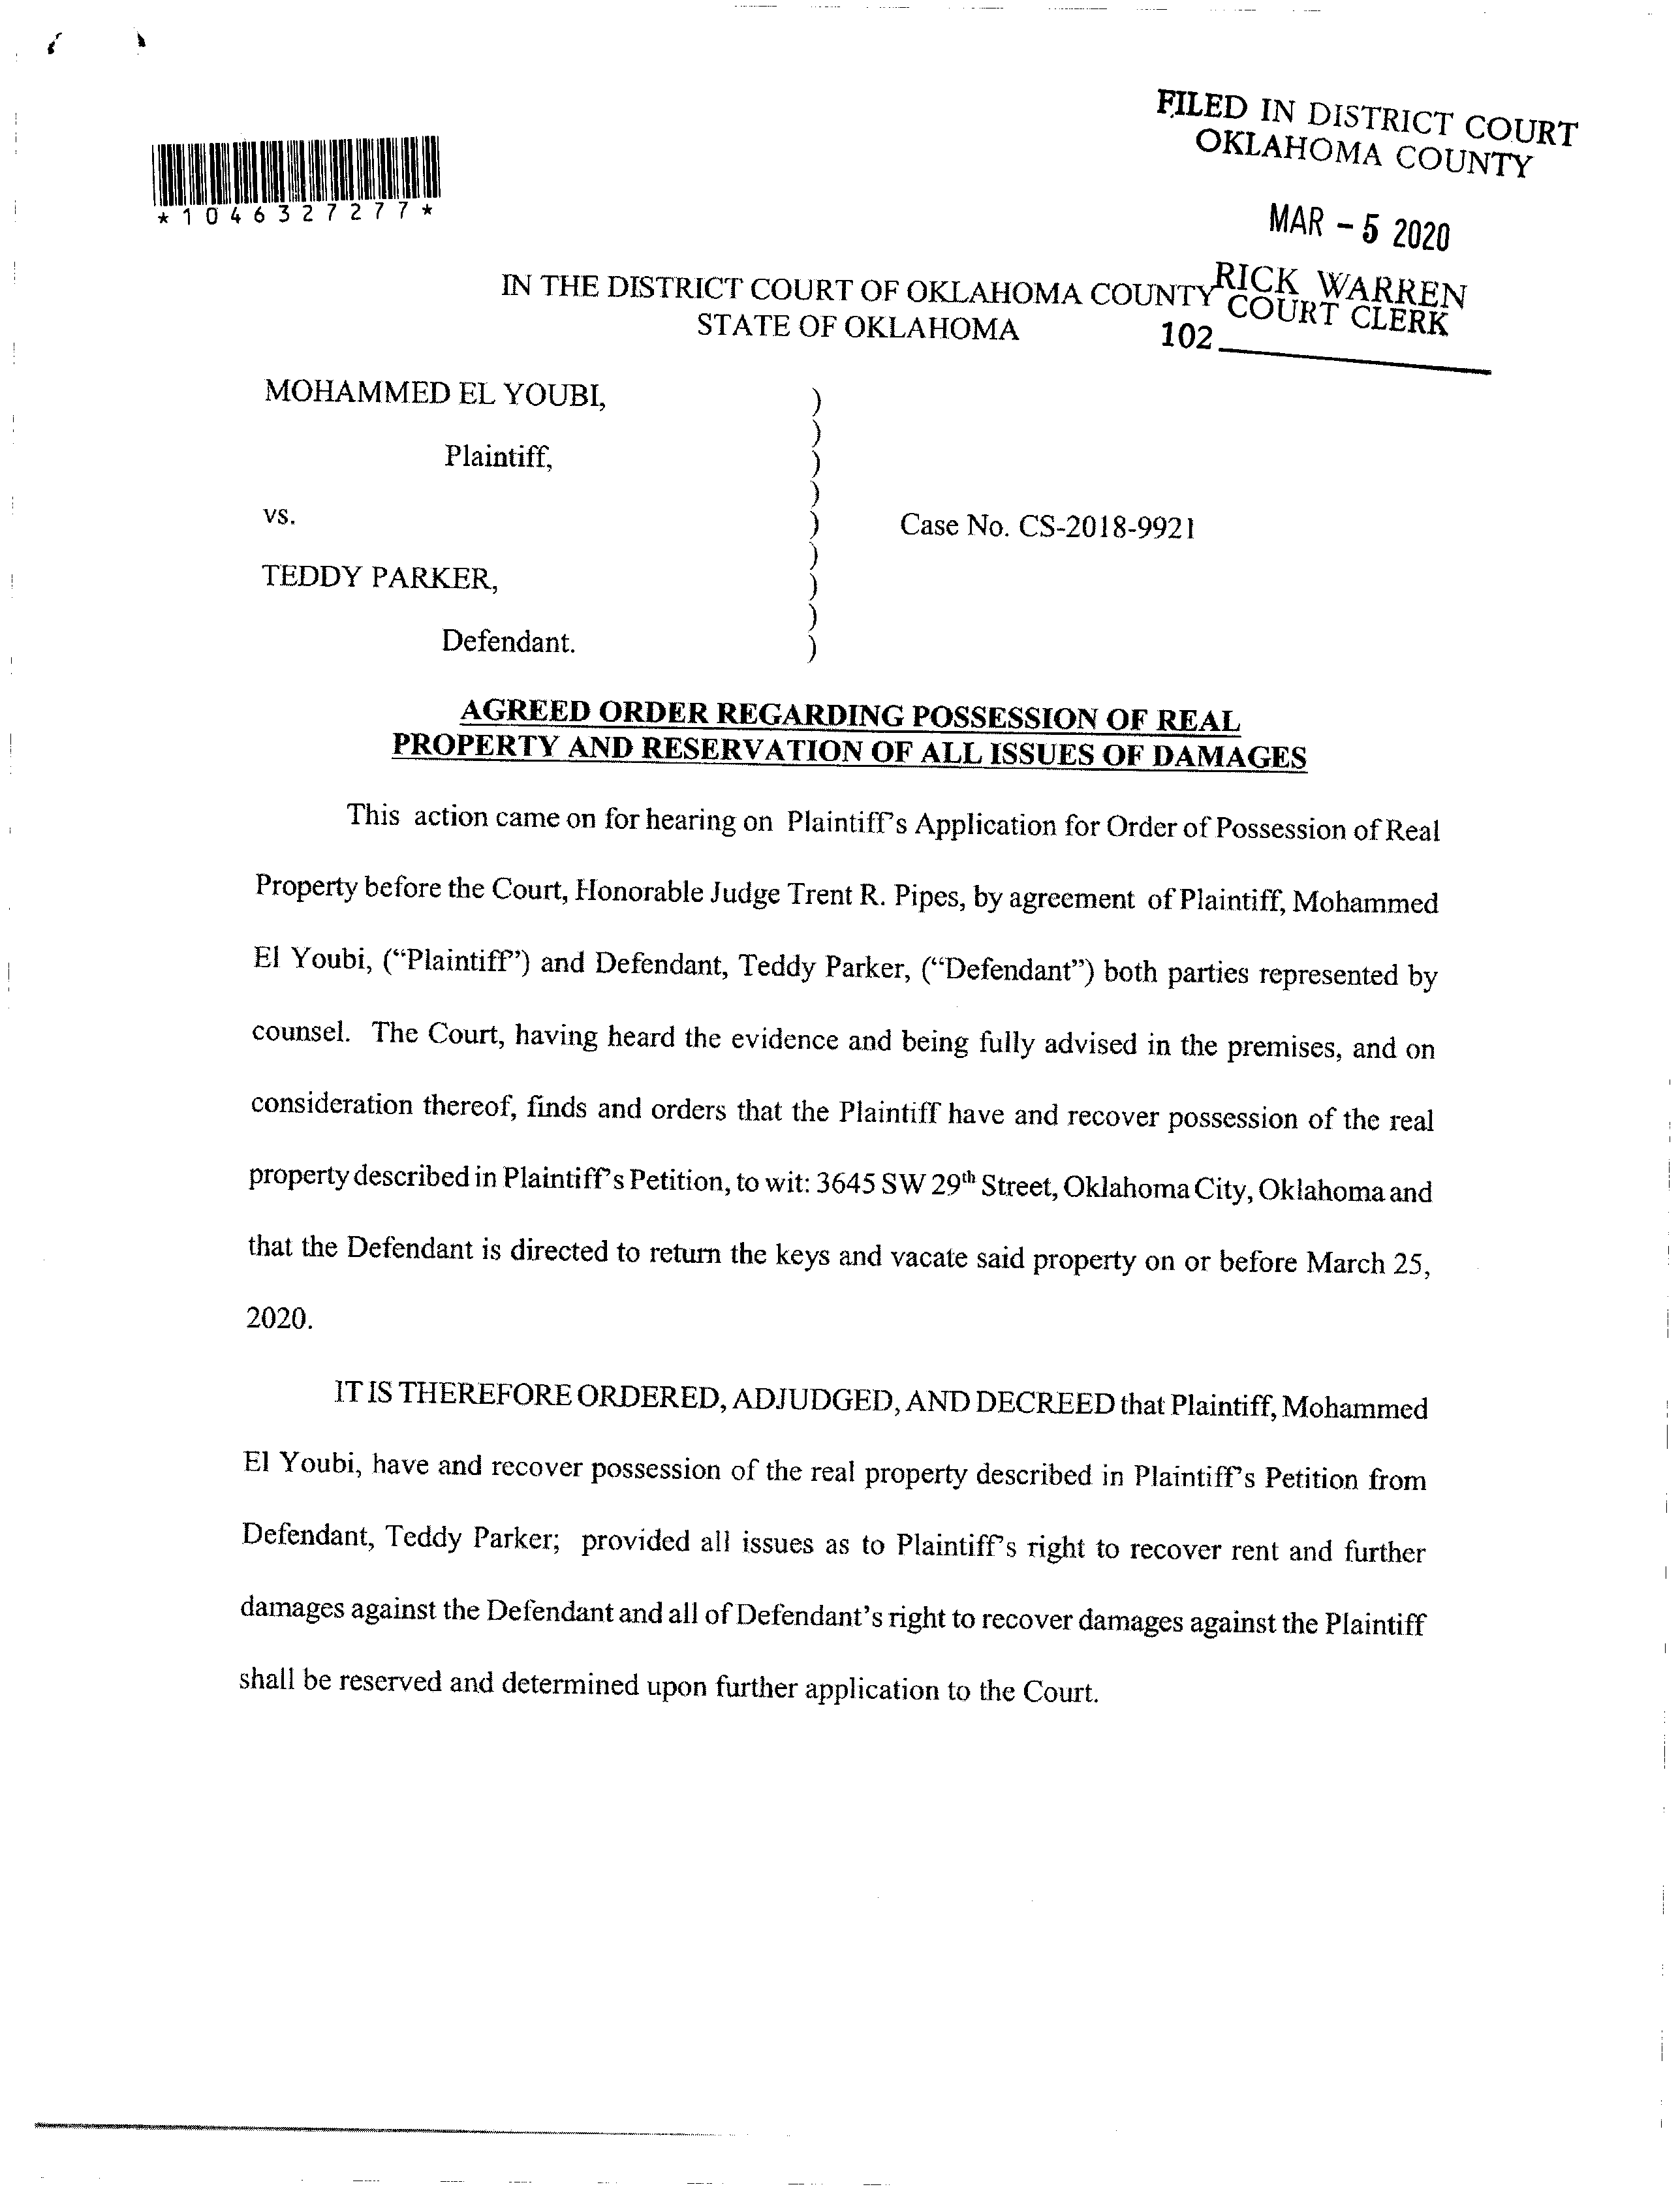 FILED IN DISTRICT COURT
OKLAHOMA COUNTY
*1046327277*
MAR - 5 2020
RICK WARREN
COURT CLERK
102
IN THE DISTRICT COURT OF OKLAHOMA COUNTY
STATE OF OKLAHOMA
MOHAMMED EL YOUBI, )
)
Plaintiff, )
)
vs. ) Case No. CS-2018-9921
)
TEDDY PARKER, )
)
Defendant. )
AGREED ORDER REGARDING POSSESSION OF REAL
PROPERTY AND RESERVATION OF ALL ISSUES OF DAMAGES
This action came on for hearing on Plaintiff's Application for Order of Possession of Real
Property before the Court, Honorable Judge Trent R. Pipes, by agreement of Plaintiff, Mohammed
El Youbi, (“Plaintiff”) and Defendant, Teddy Parker, (“Defendant”) both parties represented by
counsel. The Court, having heard the evidence and being fully advised in the premises, and on
consideration thereof, finds and orders that the Plaintiff have and recover possession of the real
property described in Plaintiff's Petition, to wit: 3645 SW 29th Street, Oklahoma City, Oklahoma and
that the Defendant is directed to return the keys and vacate said property on or before March 25,
2020.
IT IS THEREFORE ORDERED, ADJUDGED, AND DECREED that Plaintiff, Mohammed
El Youbi, have and recover possession of the real property described in Plaintiff's Petition from
Defendant, Teddy Parker; provided all issues as to Plaintiff's right to recover rent and further
damages against the Defendant and all of Defendant's right to recover damages against the Plaintiff
shall be reserved and determined upon further application to the Court.